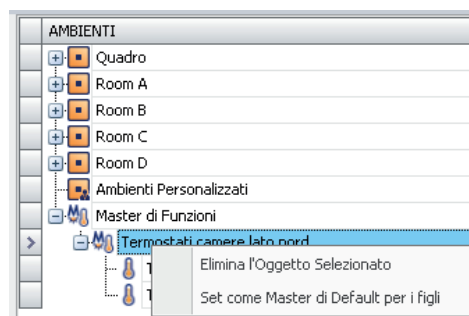 AMBIENTI
Quadro
Room A
Room B
Room C
Room D
Ambienti Personalizzati
Master di Funzioni
Termostati camere lato nord
Elimina l'Oggetto Selezionato
Set come Master di Default per i figli